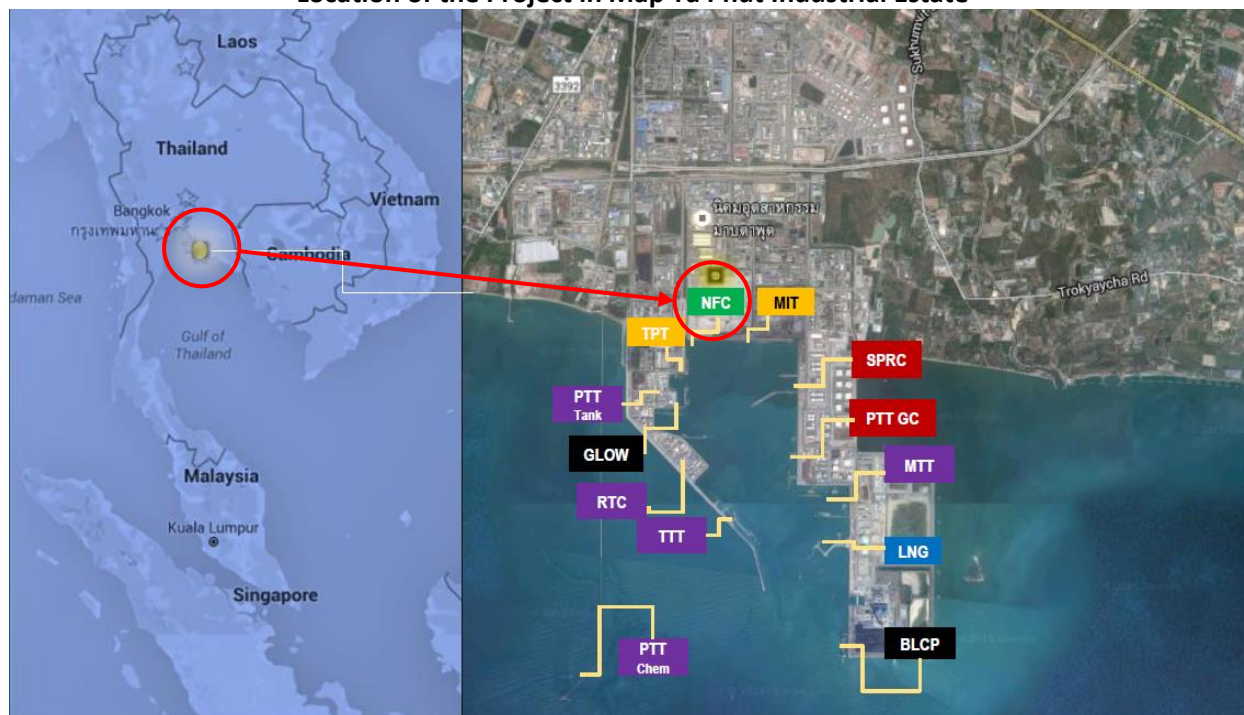 Location of the Project in Map Ta Phut Industrial Estate
Laos
Thailand
Vietnam
Bangkok
กรุงเทพมหาน
Cambodia
daman Sea
Gulf of
Thailand
Malaysia
Kuala Lumpur
Singapore
3392
Sukhumvi
นิคมอุตสาหกรรม
มาบตาพุด
Trokyaycha Rd
NFC
MIT
TPT
SPRC
PTT
Tank
PTT GC
GLOW
MTT
RTC
TTT
LNG
PTT
Chem
BLCP